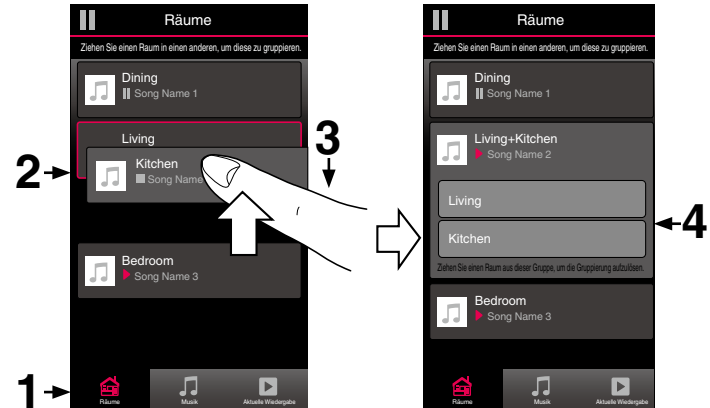 Räume
Ziehen Sie einen Raum in einen anderen, um diese zu gruppieren.
Dining
Song Name 1
Living
Kitchen
Song Name
Bedroom
Song Name 3
Räume
Musik
Aktuelle Wiedergabe
1
2
3
Räume
Ziehen Sie einen Raum in einen anderen, um diese zu gruppieren.
Dining
Song Name 1
Living+Kitchen
Song Name 2
Living
Kitchen
Ziehen Sie einen Raum aus dieser Gruppe, um die Gruppierung aufzulösen.
Bedroom
Song Name 3
Räume
Musik
Aktuelle Wiedergabe
4